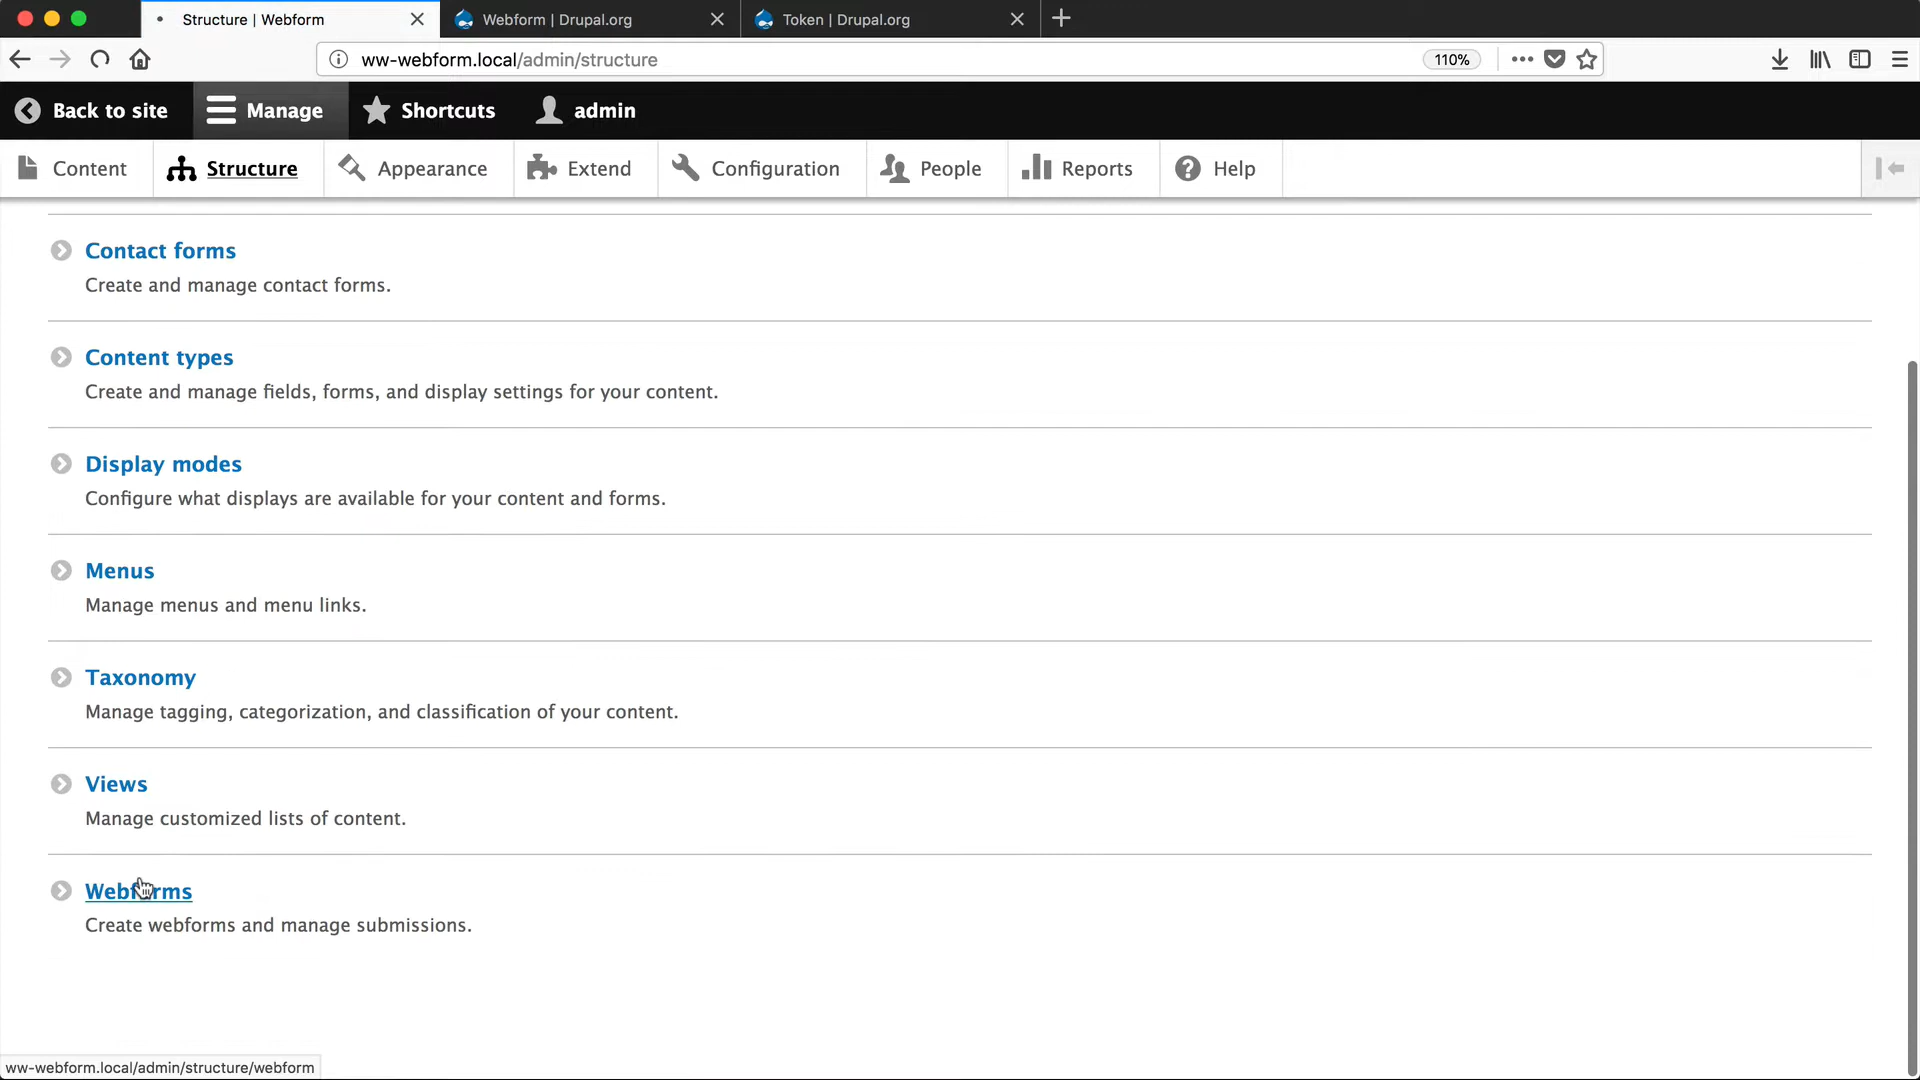 Structure | Webform
Webform | Drupal.org
Token | Drupal.org
ww-webform.local/admin/structure
110%
Back to site
Manage
Shortcuts
admin
Content
Structure
Appearance
Extend
Configuration
People
Reports
Help
Contact forms
Create and manage contact forms.
Content types
Create and manage fields, forms, and display settings for your content.
Display modes
Configure what displays are available for your content and forms.
Menus
Manage menus and menu links.
Taxonomy
Manage tagging, categorization, and classification of your content.
Views
Manage customized lists of content.
Webforms
Create webforms and manage submissions.
ww-webform.local/admin/structure/webform